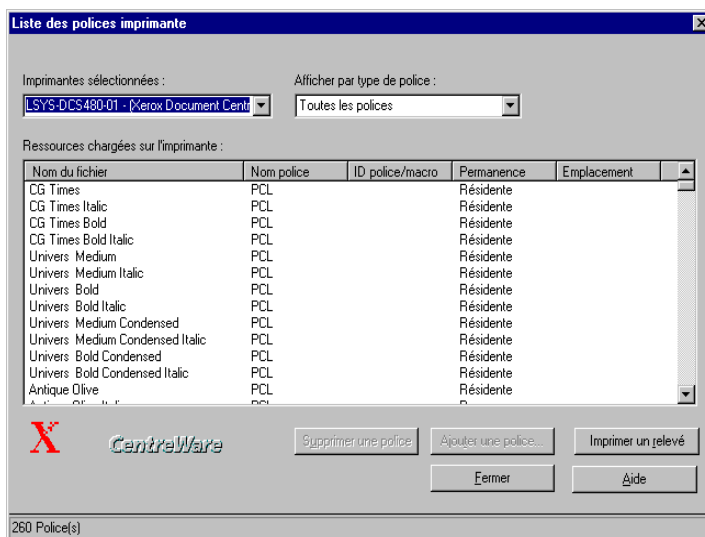 Liste des polices imprimante
Imprimantes sélectionnées : Afficher par type de police :
LSYS-DCS480-01 - (Xerox Document Centr Toutes les polices
Ressources chargées sur l'imprimante :
Nom du fichier Nom police ID police/macro Permanence Emplacement
CG Times PCL Résidente
CG Times Italic PCL Résidente
CG Times Bold PCL Résidente
CG Times Bold Italic PCL Résidente
Univers Medium PCL Résidente
Univers Medium Italic PCL Résidente
Univers Bold PCL Résidente
Univers Bold Italic PCL Résidente
Univers Medium Condensed PCL Résidente
Univers Medium Condensed Italic PCL Résidente
Univers Bold Condensed PCL Résidente
Univers Bold Condensed Italic PCL Résidente
Antique Olive PCL Résidente
X CentreWare Supprimer une police Ajouter une police... Imprimer un relevé
Fermer Aide
260 Police(s)